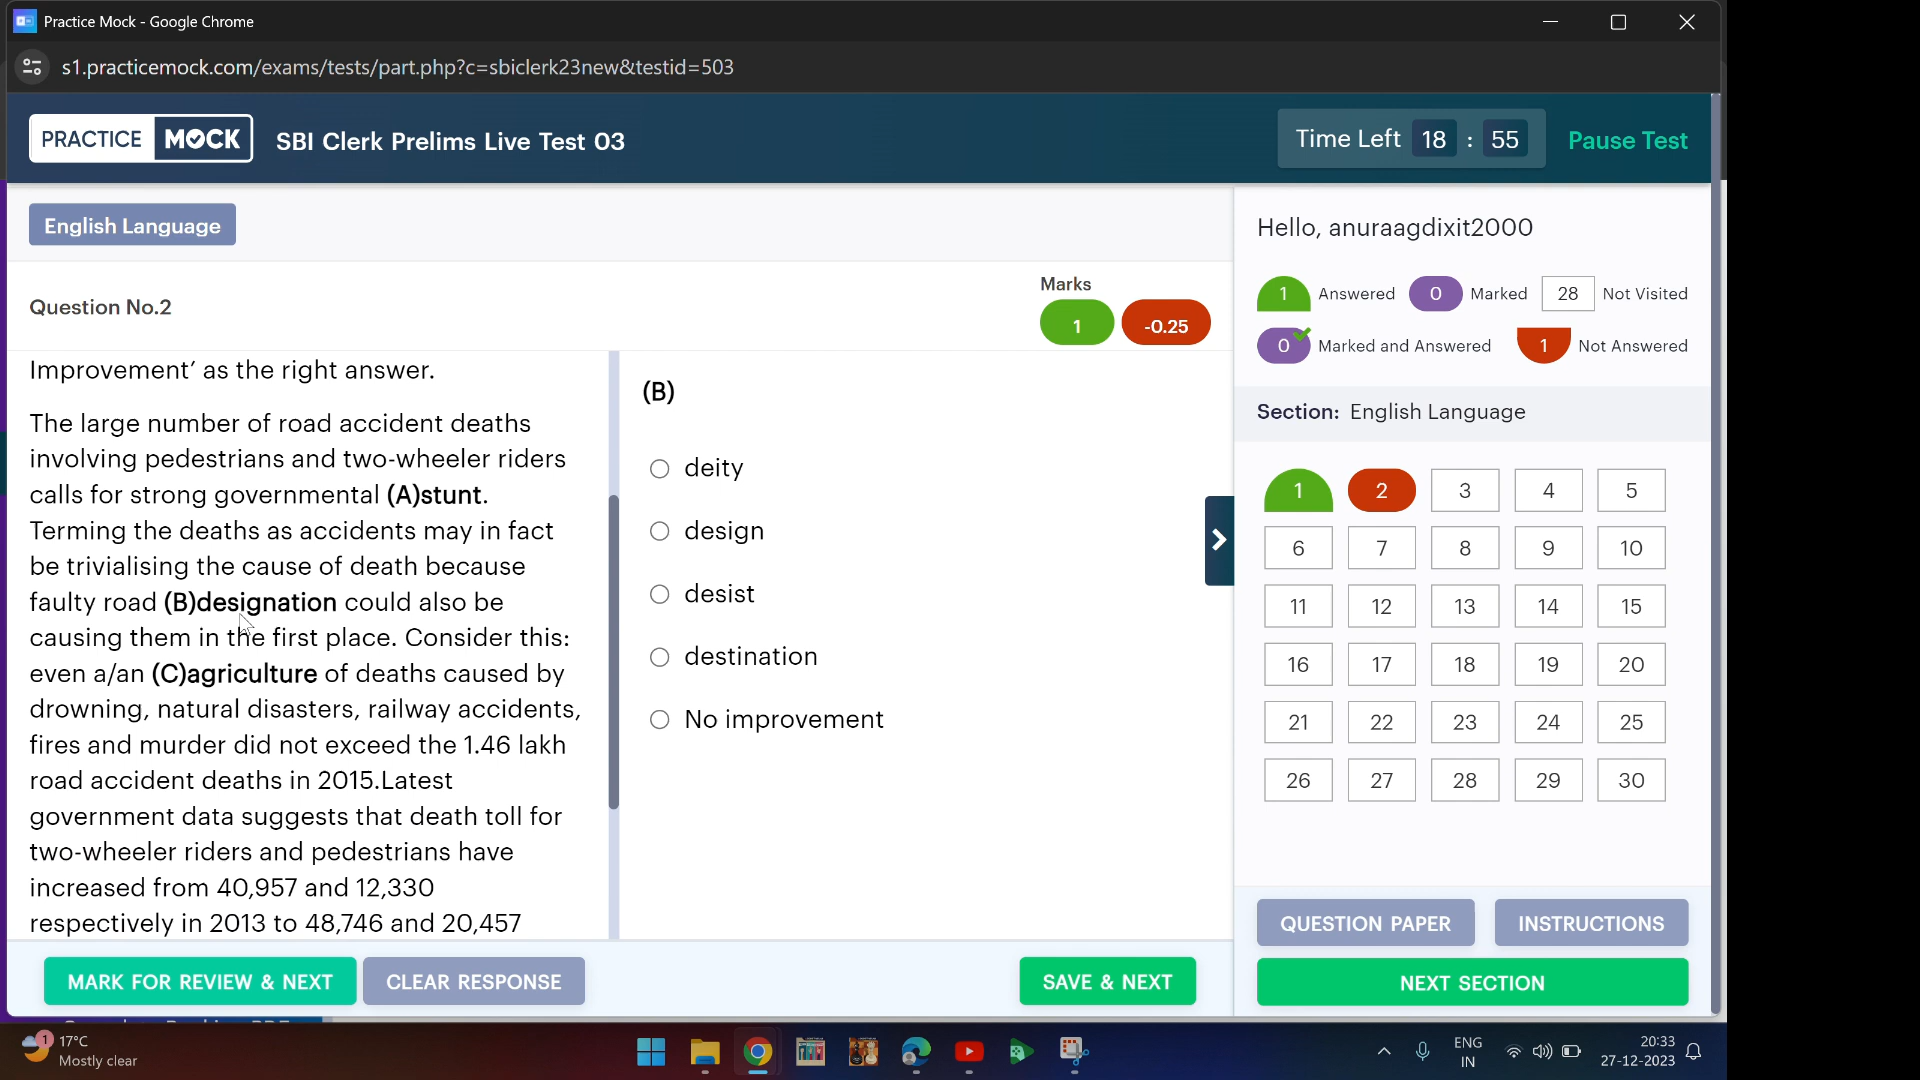 Practice Mock - Google Chrome
s1.practicemock.com/exams/tests/part.php?c=sbiclerk23new&testid=503
PRACTICE MOCK
SBI Clerk Prelims Live Test 03
Time Left 18 : 55
Pause Test
English Language
Question No.2
Marks
1 -0.25
Improvement’ as the right answer.
The large number of road accident deaths
involving pedestrians and two-wheeler riders
calls for strong governmental (A)stunt.
Terming the deaths as accidents may in fact
be trivialising the cause of death because
faulty road (B)designation could also be
causing them in the first place. Consider this:
even a/an (C)agriculture of deaths caused by
drowning, natural disasters, railway accidents,
fires and murder did not exceed the 1.46 lakh
road accident deaths in 2015.Latest
government data suggests that death toll for
two-wheeler riders and pedestrians have
increased from 40,957 and 12,330
respectively in 2013 to 48,746 and 20,457
(B)
deity
design
desist
destination
No improvement
Hello, anuraagdixit2000
1 Answered 0 Marked 28 Not Visited
0 Marked and Answered 1 Not Answered
Section: English Language
1 2 3 4 5
6 7 8 9 10
11 12 13 14 15
16 17 18 19 20
21 22 23 24 25
26 27 28 29 30
QUESTION PAPER INSTRUCTIONS
MARK FOR REVIEW & NEXT CLEAR RESPONSE SAVE & NEXT NEXT SECTION
1
17°C
Mostly clear
ENG
IN
20:33
27-12-2023